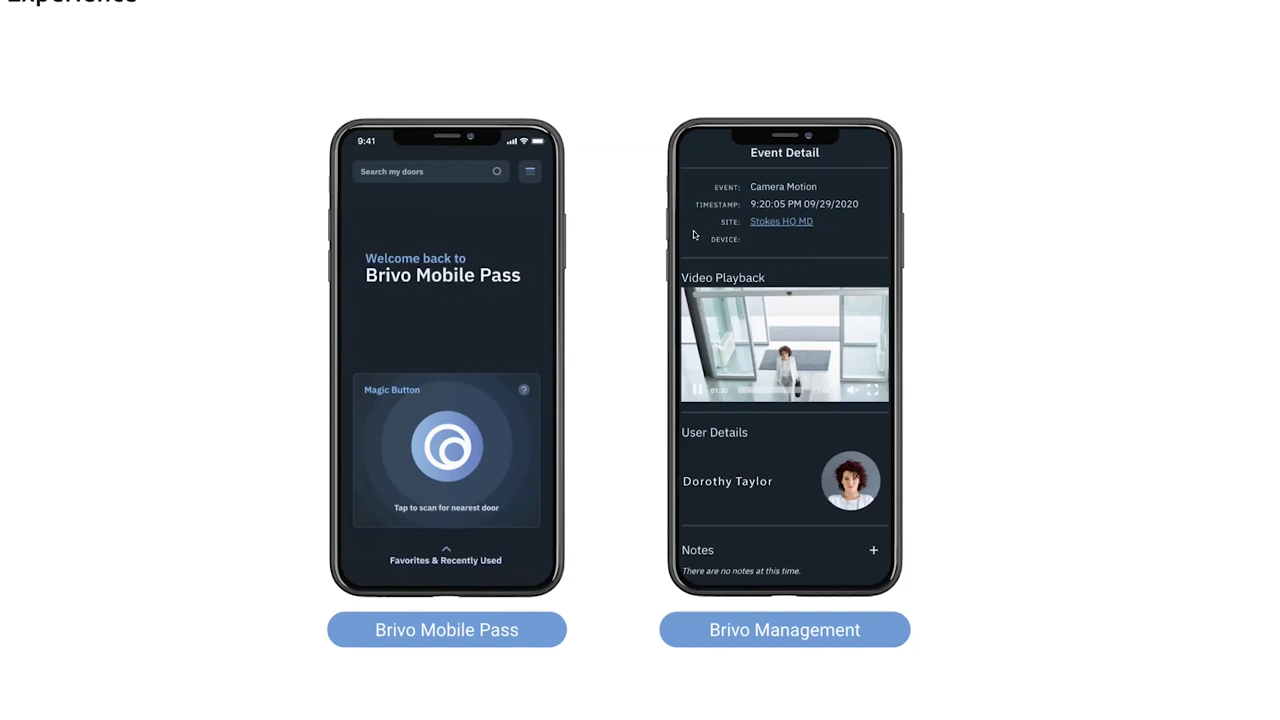 Experience
9:41
Search my doors
Welcome back to
Brivo Mobile Pass
Magic Button
?
Tap to scan for nearest door
Favorites & Recently Used
Brivo Mobile Pass
Event Detail
EVENT: Camera Motion
TIMESTAMP: 9:20:05 PM 09/29/2020
SITE: Stokes HQ MD
DEVICE:
Video Playback
User Details
Dorothy Taylor
Notes +
There are no notes at this time.
Brivo Management